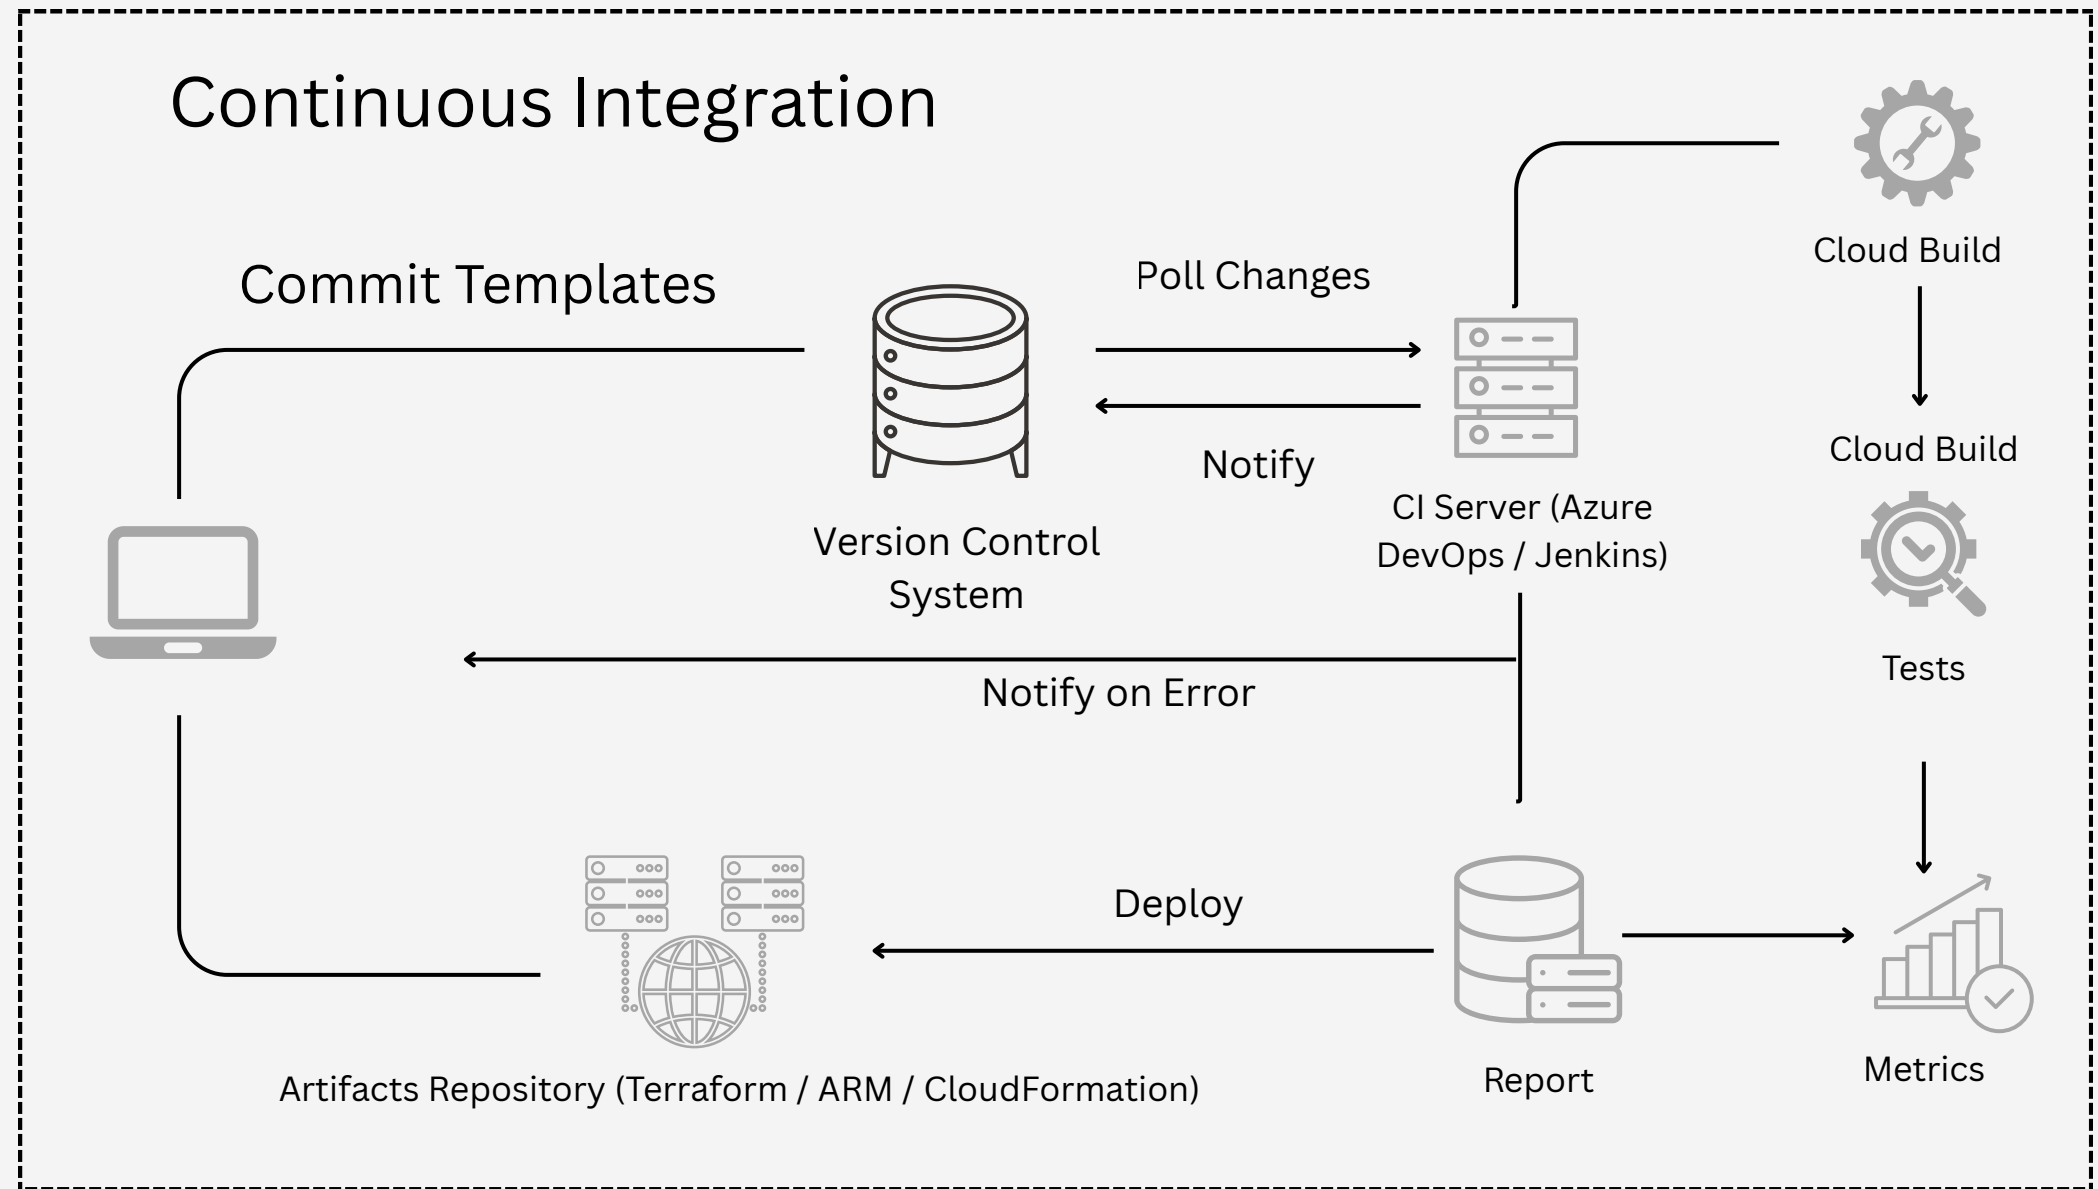 Continuous Integration
Commit Templates
Poll Changes
Notify
Version Control
System
CI Server (Azure
DevOps / Jenkins)
Cloud Build
Cloud Build
Tests
Notify on Error
Deploy
Artifacts Repository (Terraform / ARM / CloudFormation)
Report
Metrics